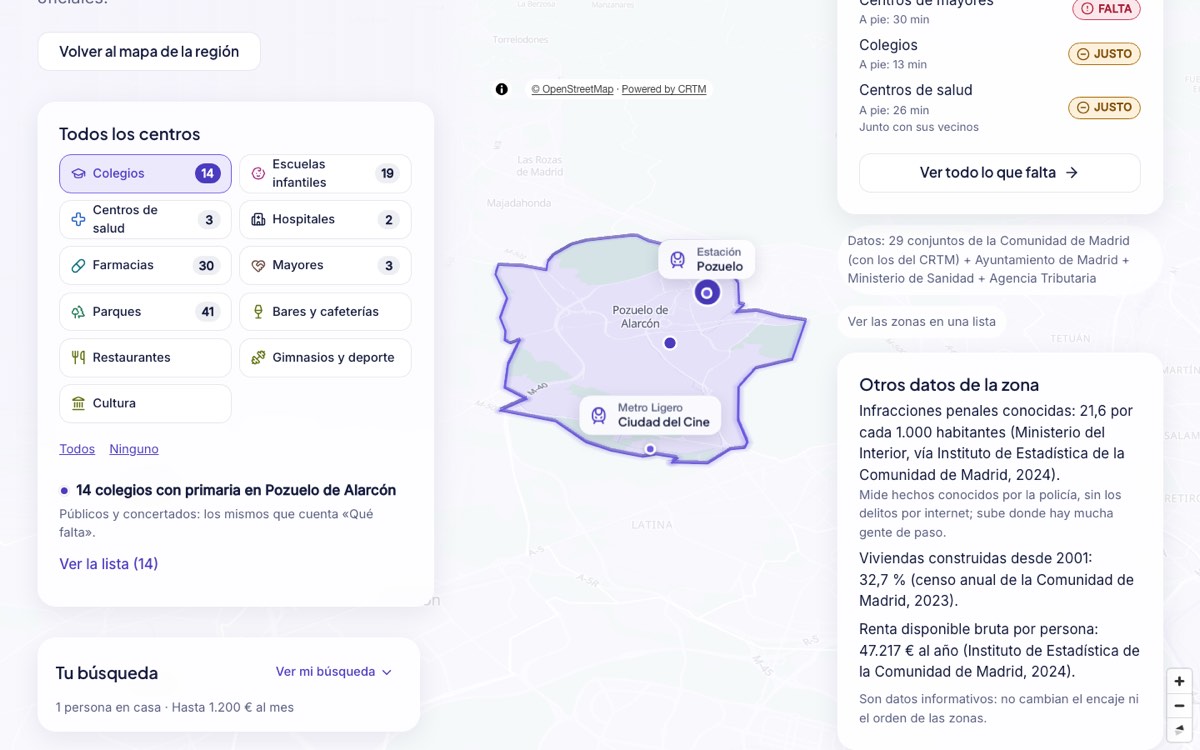 oficiales.
Volver al mapa de la región
Todos los centros
Colegios 14
Escuelas
infantiles 19
Centros de
salud 3
Hospitales 2
Farmacias 30
Mayores 3
Parques 41
Bares y cafeterías
Restaurantes
Gimnasios y deporte
Cultura
Todos Ninguno
14 colegios con primaria en Pozuelo de Alarcón
Públicos y concertados: los mismos que cuenta «Qué
falta».
Ver la lista (14)
Tu búsqueda
Ver mi búsqueda
1 persona en casa · Hasta 1.200 € al mes
Manzanares
Torrelodones
© OpenStreetMap · Powered by CRTM
Las Rozas
de Madrid
Majadahonda
Estación
Pozuelo
Pozuelo de
Alarcón
M-40
Metro Ligero
Ciudad del Cine
LATINA
A-5
A-5R
R-5
M-45
TETUÁN
Centros de mayores
A pie: 30 min
FALTA
Colegios
A pie: 13 min
JUSTO
Centros de salud
A pie: 26 min
Junto con sus vecinos
JUSTO
Ver todo lo que falta →
Datos: 29 conjuntos de la Comunidad de Madrid
(con los del CRTM) + Ayuntamiento de Madrid +
Ministerio de Sanidad + Agencia Tributaria
Ver las zonas en una lista
Otros datos de la zona
Infracciones penales conocidas: 21,6 por
cada 1.000 habitantes (Ministerio del
Interior, vía Instituto de Estadística de la
Comunidad de Madrid, 2024).
Mide hechos conocidos por la policía, sin los
delitos por internet; sube donde hay mucha
gente de paso.
Viviendas construidas desde 2001:
32,7 % (censo anual de la Comunidad de
Madrid, 2023).
Renta disponible bruta por persona:
47.217 € al año (Instituto de Estadística de
la Comunidad de Madrid, 2024).
Son datos informativos: no cambian el encaje ni
el orden de las zonas.